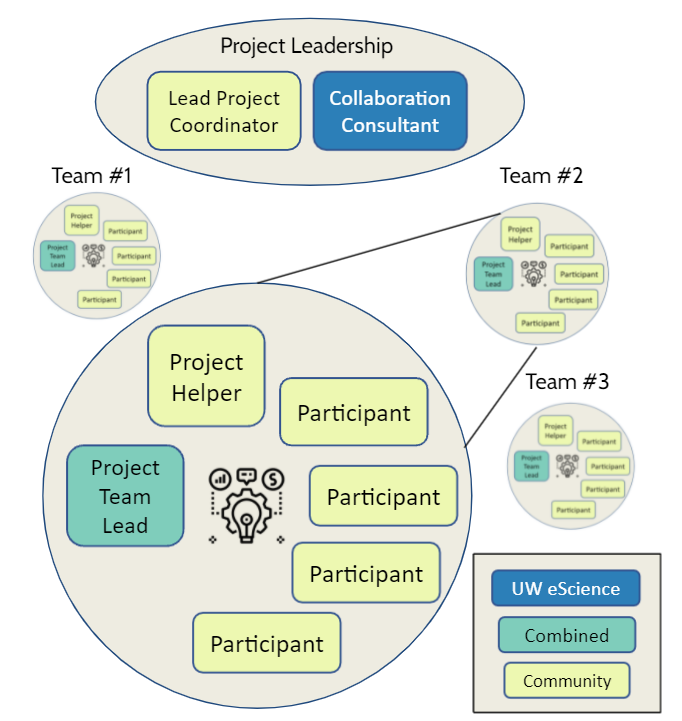 Project Leadership
Lead Project
Coordinator
Collaboration
Consultant
Team #1
Project
Helper
Participant
Project
Team
Lead
Participant
Participant
Participant
Team #2
Project
Helper
Participant
Project
Team
Lead
Participant
Participant
Participant
Project
Helper
Participant
Project
Team
Lead
Participant
Participant
Participant
Team #3
Project
Helper
Participant
Project
Team
Lead
Participant
Participant
Participant
UW eScience
Combined
Community